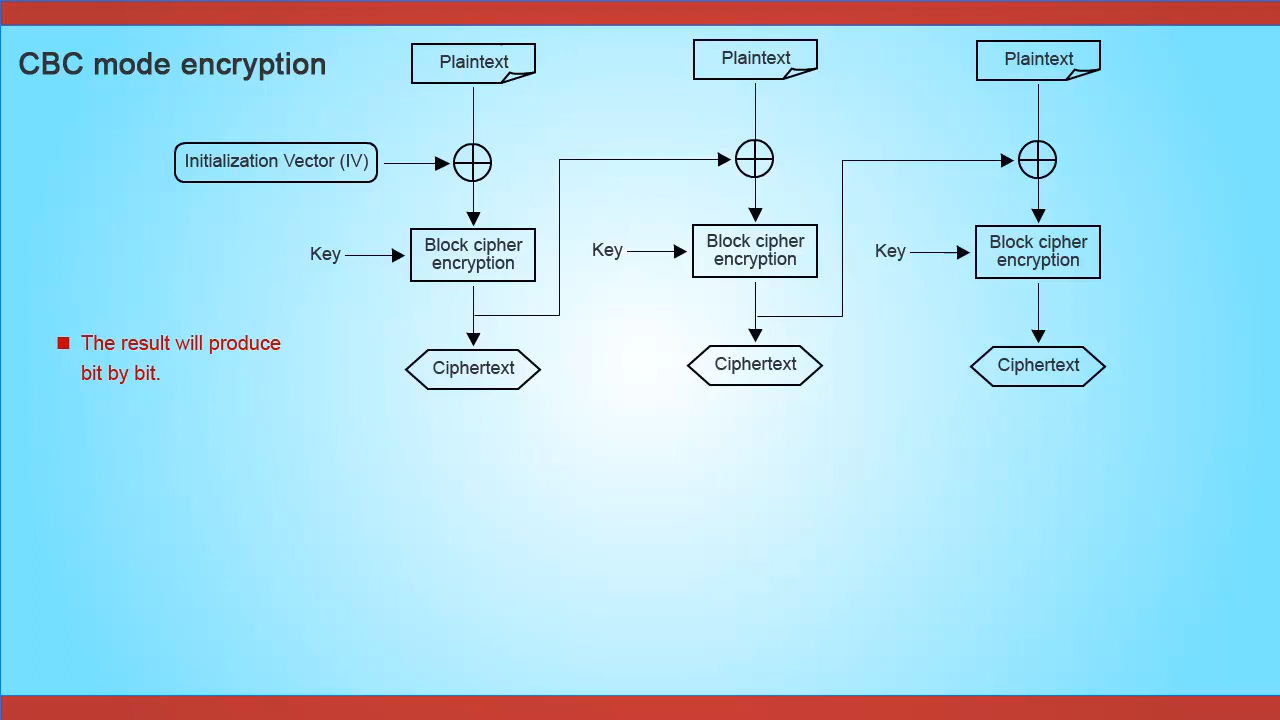 CBC mode encryption
Plaintext
Plaintext
Plaintext
Initialization Vector (IV)
Key
Block cipher
encryption
Key
Block cipher
encryption
Key
Block cipher
encryption
The result will produce
bit by bit.
Ciphertext
Ciphertext
Ciphertext